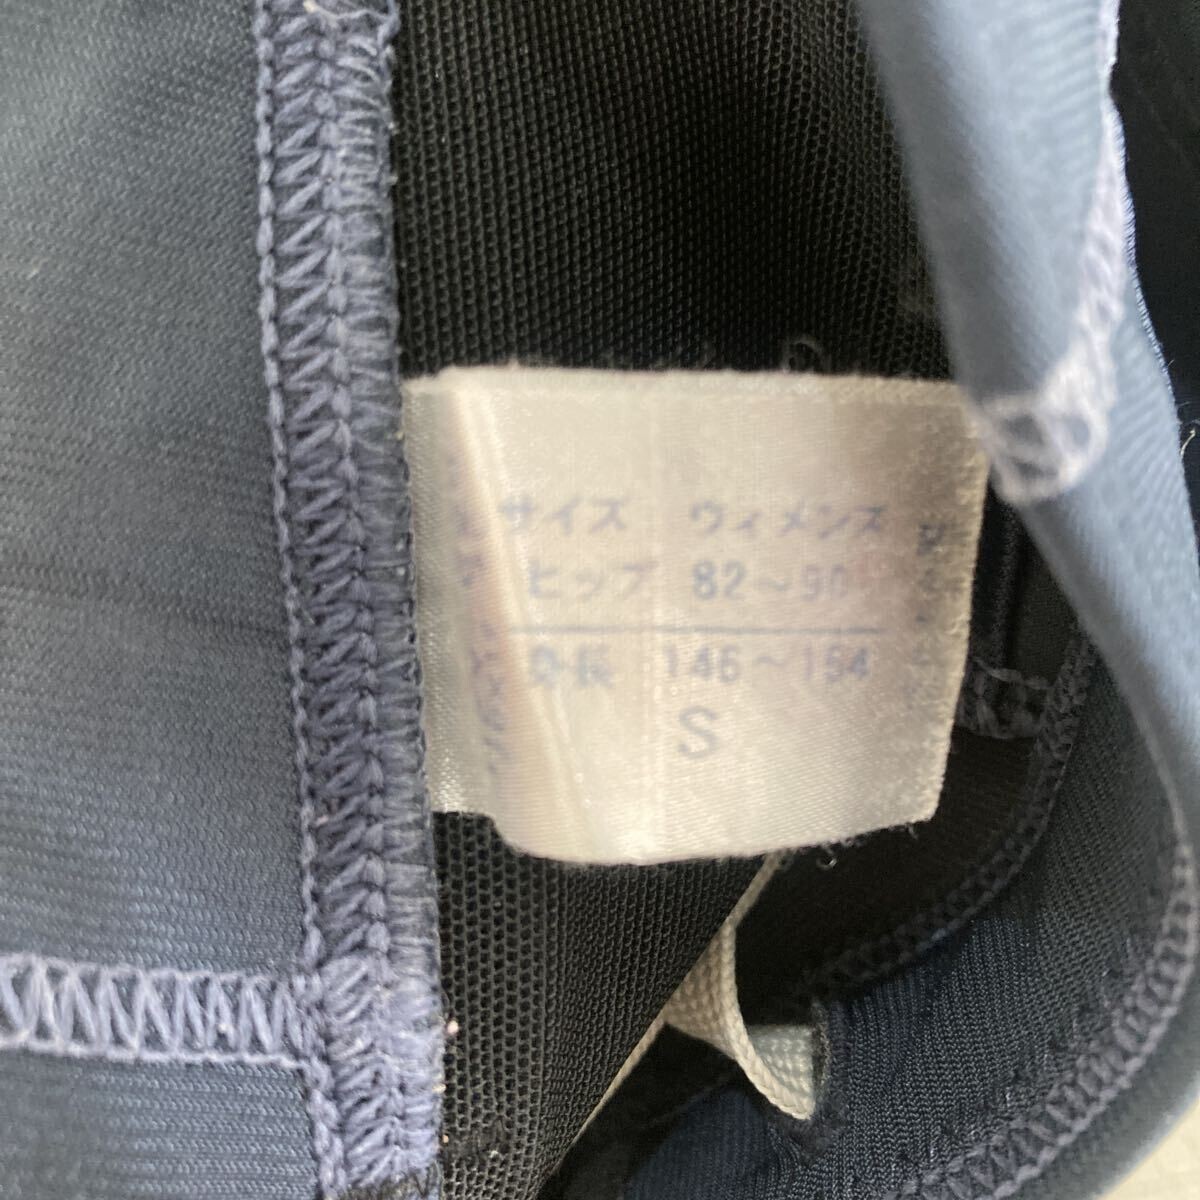 サイズ ウィメンズ
ヒップ 82〜90
身長 146〜154
S